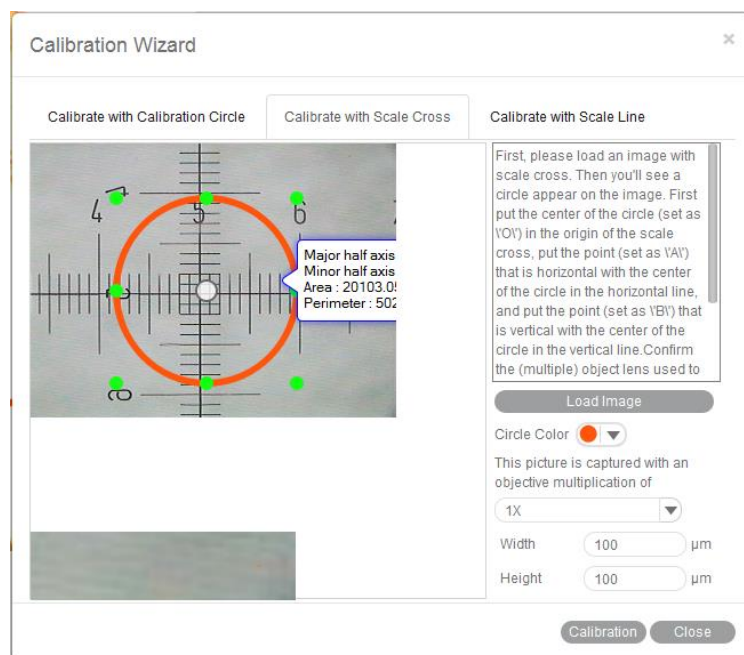 Calibration Wizard
×
Calibrate with Calibration Circle
Calibrate with Scale Cross
Calibrate with Scale Line
4
5
6
Major half axis
Minor half axis
Area : 20103.05
Perimeter : 502
First, please load an image with
scale cross. Then you'll see a
circle appear on the image. First
put the center of the circle (set as
\'O\') in the origin of the scale
cross, put the point (set as \'A\')
that is horizontal with the center
of the circle in the horizontal line,
and put the point (set as \'B\') that
is vertical with the center of the
circle in the vertical line.Confirm
the (multiple) object lens used to
Load Image
Circle Color
This picture is captured with an
objective multiplication of
1X
Width 100 µm
Height 100 µm
Calibration Close